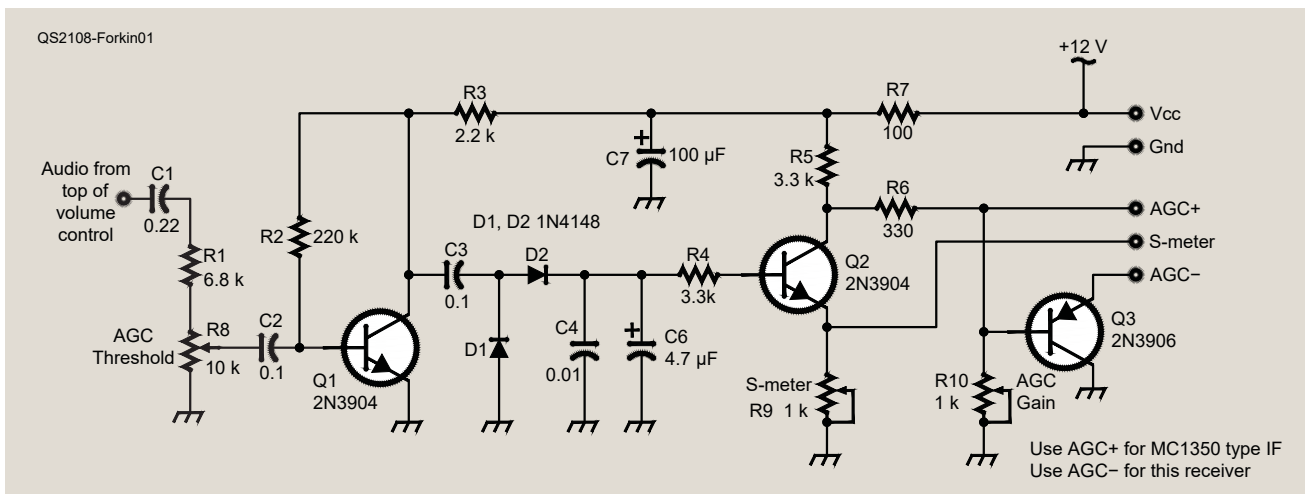 QS2108-Forkin01
+12 V
R3
2.2 k
R7
100
Vcc
Gnd
C7
+
100 µF
R5
3.3 k
Audio from
top of
volume
control
C1
0.22
R1
6.8 k
R2
220 k
D1, D2 1N4148
R6
330
AGC+
S-meter
AGC−
C3
0.1
D2
R4
3.3k
Q2
2N3904
AGC
Threshold
R8
10 k
C2
0.1
Q1
2N3904
D1
C4
0.01
+
C6
4.7 µF
Q3
2N3906
S-meter
R9 1 k
R10
1 k
AGC
Gain
Use AGC+ for MC1350 type IF
Use AGC− for this receiver